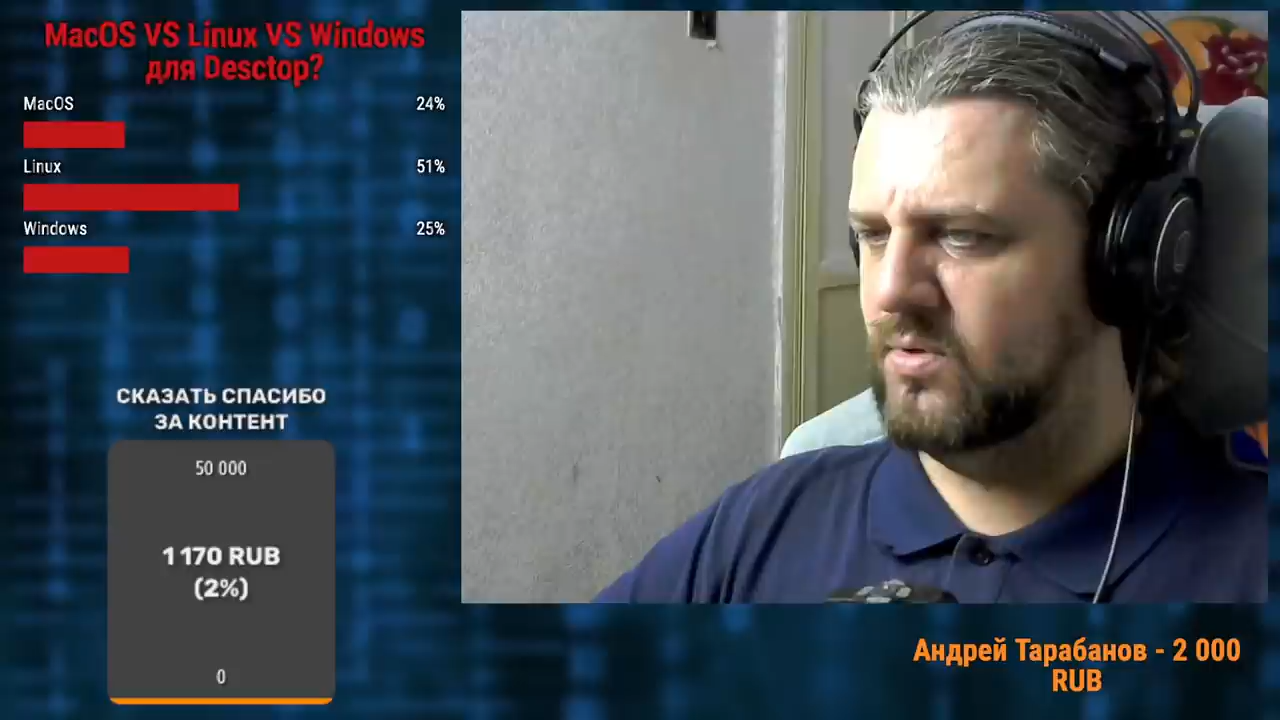 MacOS VS Linux VS Windows
для Desctop?
MacOS 24%
Linux 51%
Windows 25%
СКАЗАТЬ СПАСИБО
ЗА КОНТЕНТ
50 000
1 170 RUB
(2%)
0
Андрей Тарабанов - 2 000
RUB